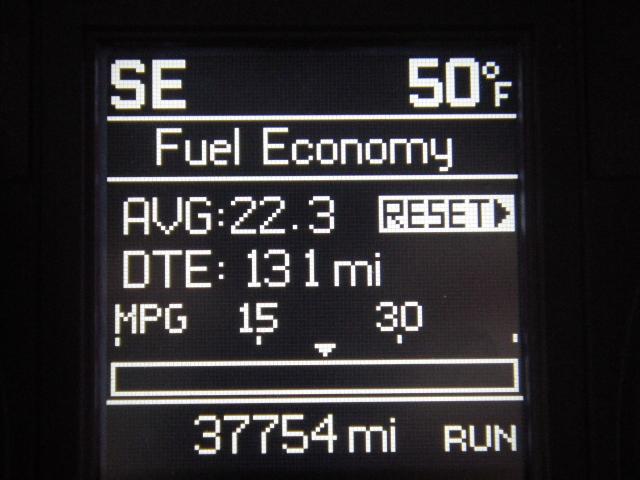 SE 50°F
Fuel Economy
AVG:22.3 RESET
DTE: 131 mi
MPG 15 30
37754 mi RUN